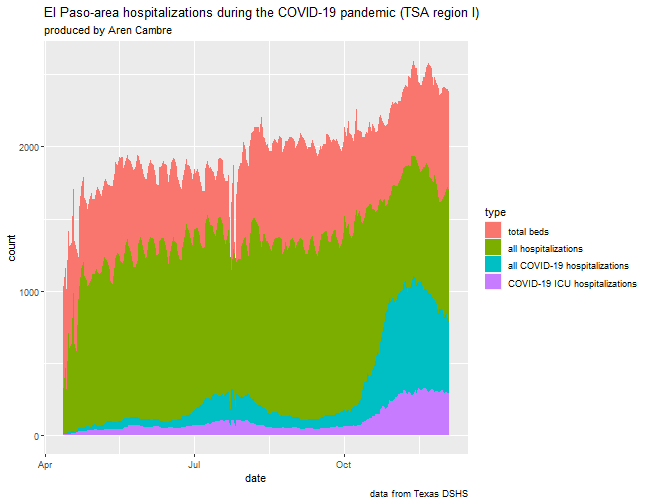 El Paso-area hospitalizations during the COVID-19 pandemic (TSA region I)
produced by Aren Cambre
2000
1000
0
count
Apr
Jul
Oct
date
type
total beds
all hospitalizations
all COVID-19 hospitalizations
COVID-19 ICU hospitalizations
data from Texas DSHS